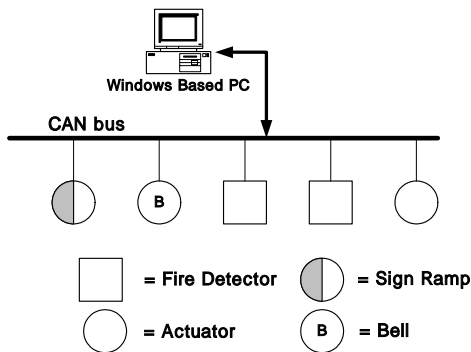 Windows Based PC
CAN bus
B
= Fire Detector
= Sign Ramp
= Actuator
B
= Bell